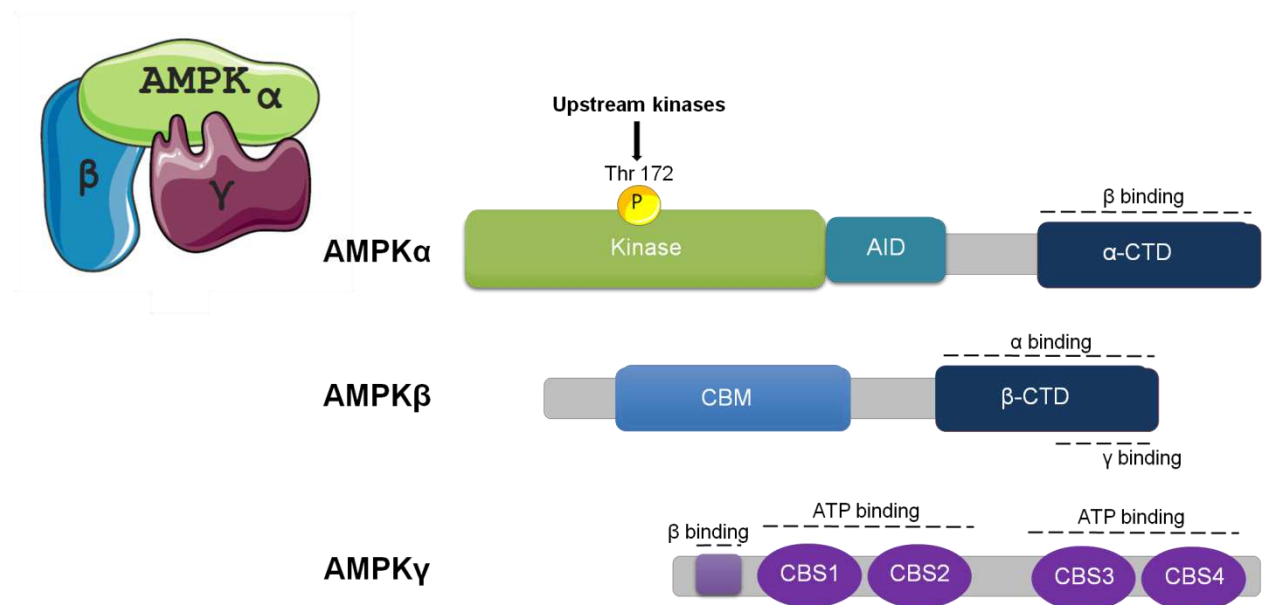 AMPK α
β
γ
Upstream kinases
Thr 172
P
β binding
AMPKα
Kinase
AID
α-CTD
α binding
AMPKβ
CBM
β-CTD
γ binding
ATP binding
ATP binding
β binding
AMPKγ
CBS1
CBS2
CBS3
CBS4